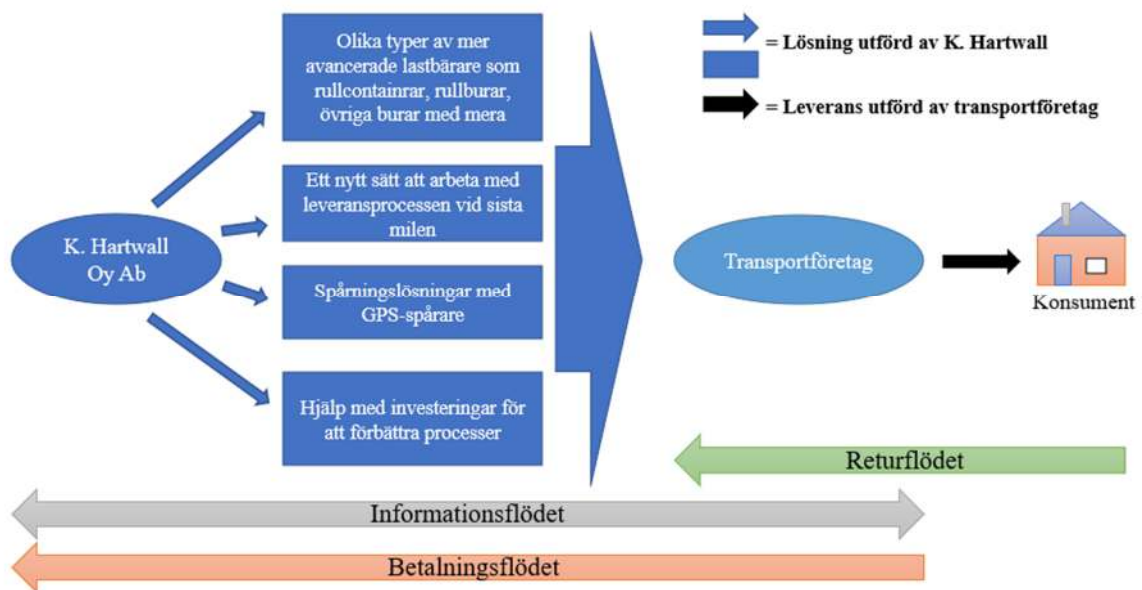 Olika typer av mer
avancerade lastbärare som
rullcontainrar, rullburar,
övriga burar med mera
= Lösning utförd av K. Hartwall
= Leverans utförd av transportföretag
Ett nytt sätt att arbeta med
leveransprocessen vid sista
milen
K. Hartwall
Oy Ab
Spårningslösningar med
GPS-spårare
Hjälp med investeringar för
att förbättra processer
Transportföretag
Konsument
Returflödet
Informationsflödet
Betalningsflödet